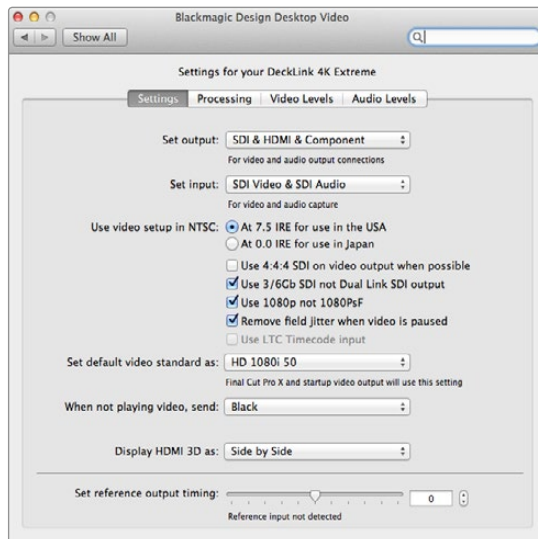 Blackmagic Design Desktop Video
Show All
Settings for your DeckLink 4K Extreme
Settings Processing Video Levels Audio Levels
Set output: SDI & HDMI & Component
For video and audio output connections
Set input: SDI Video & SDI Audio
For video and audio capture
Use video setup in NTSC: At 7.5 IRE for use in the USA
At 0.0 IRE for use in Japan
Use 4:4:4 SDI on video output when possible
Use 3/6Gb SDI not Dual Link SDI output
Use 1080p not 1080PsF
Remove field jitter when video is paused
Use LTC Timecode input
Set default video standard as: HD 1080i 50
Final Cut Pro X and startup video output will use this setting
When not playing video, send: Black
Display HDMI 3D as: Side by Side
Set reference output timing: 0
Reference input not detected